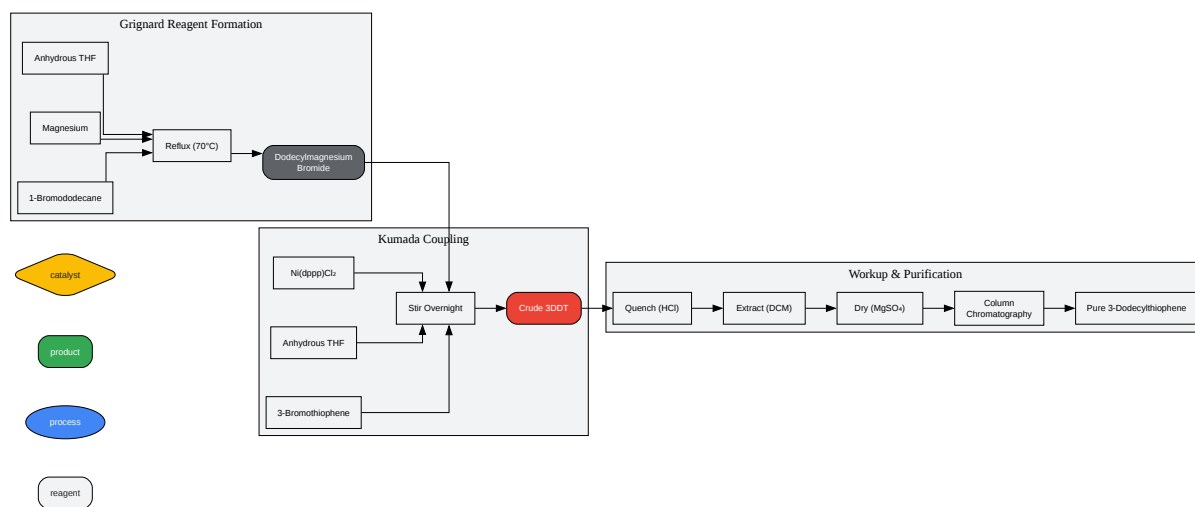 Grignard Reagent Formation
Anhydrous THF
Magnesium
Reflux (70°C)
1-Bromododecane
Dodecylmagnesium
Bromide
Kumada Coupling
Ni(dppp)Cl₂
Stir Overnight
Crude 3DDT
Anhydrous THF
3-Bromothiophene
Workup & Purification
Quench (HCl)
Extract (DCM)
Dry (MgSO₄)
Column
Chromatography
Pure 3-Dodecylthiophene
catalyst
product
process
reagent